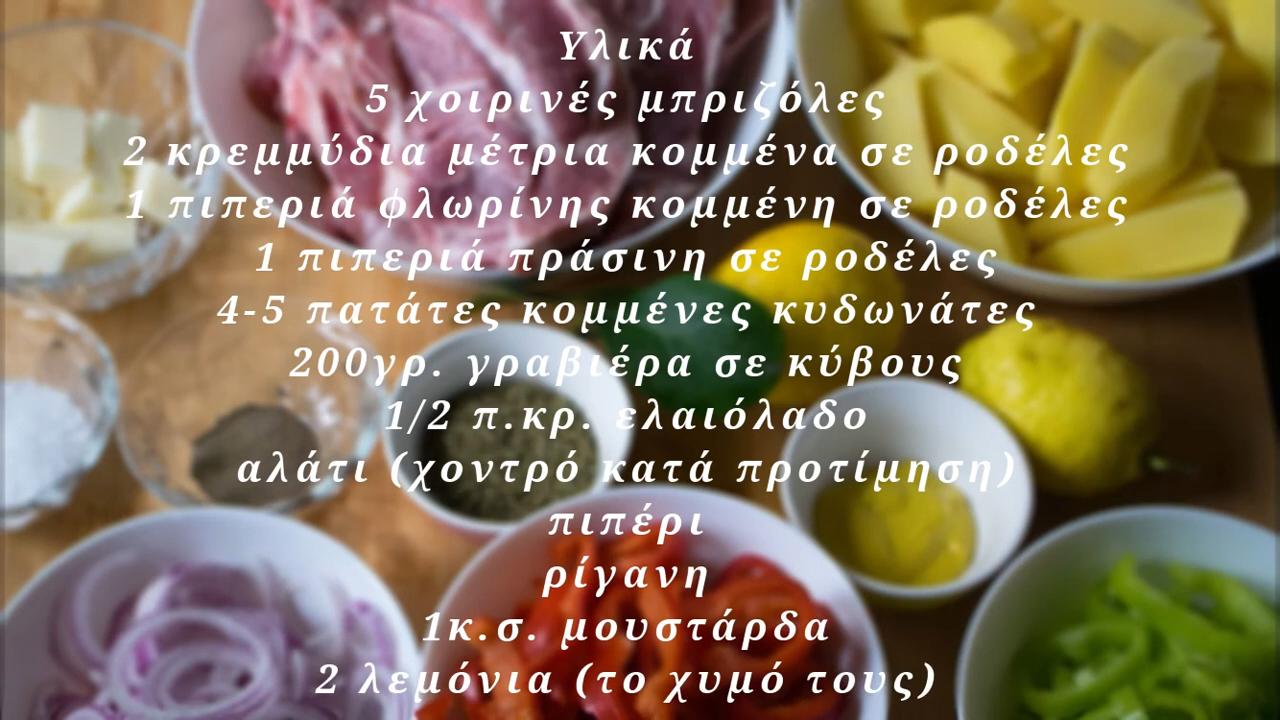 Υλικά
5 χοιρινές μπριζόλες
2 κρεμμύδια μέτρια κομμένα σε ροδέλες
1 πιπεριά φλωρίνης κομμένη σε ροδέλες
1 πιπεριά πράσινη σε ροδέλες
4-5 πατάτες κομμένες κυδωνάτες
200γρ. γραβιέρα σε κύβους
1/2 π.κρ. ελαιόλαδο
αλάτι (χοντρό κατά προτίμηση)
πιπέρι
ρίγανη
1κ.σ. μουστάρδα
2 λεμόνια (το χυμό τους)